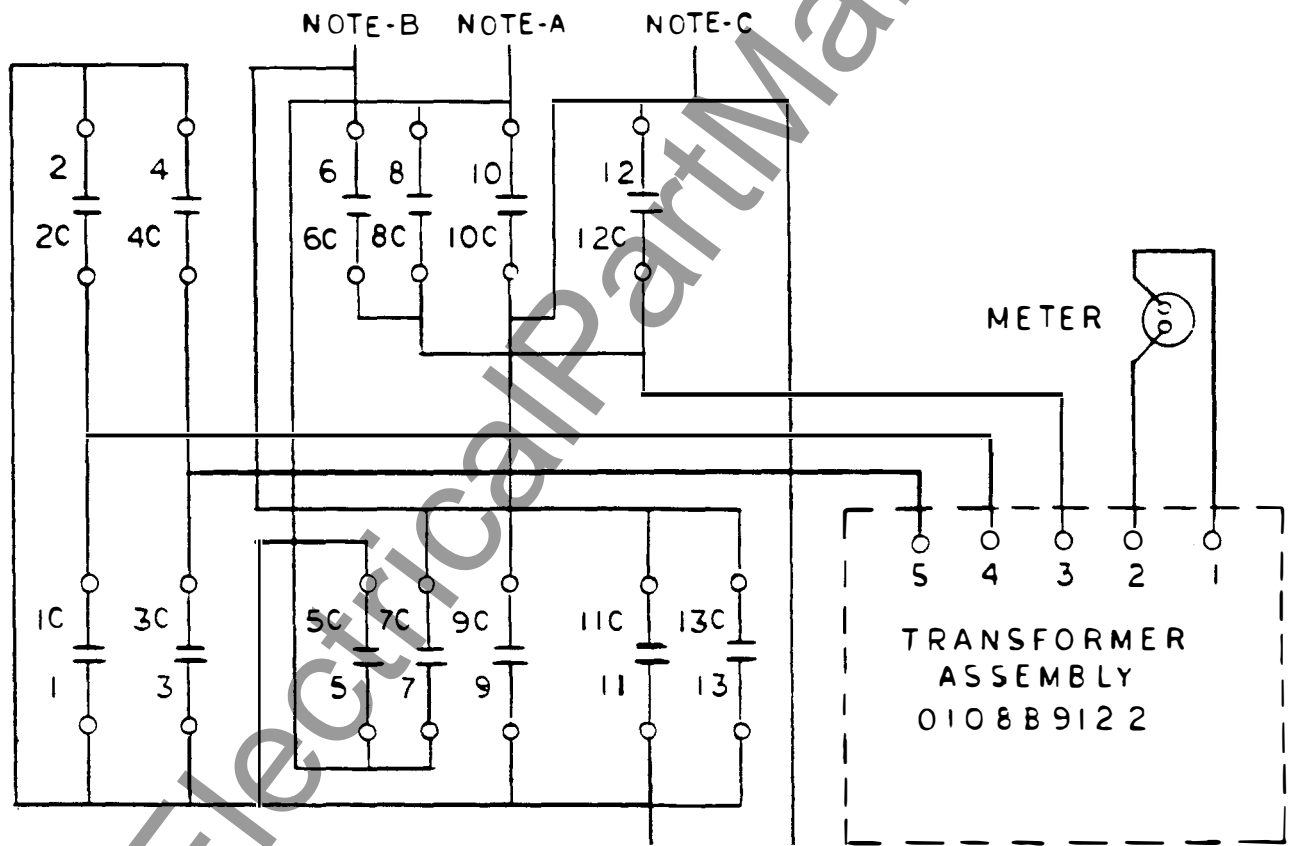 NOTE-B NOTE-A NOTE-C
2 4 6 8 10 12
2C 4C 6C 8C 10C 12C
METER
5 4 3 2 1
1C 3C 5C 7C 9C 11C 13C
1 3 5 7 9 11 13
TRANSFORMER
ASSEMBLY
0108B9122
ElectricalPartMa